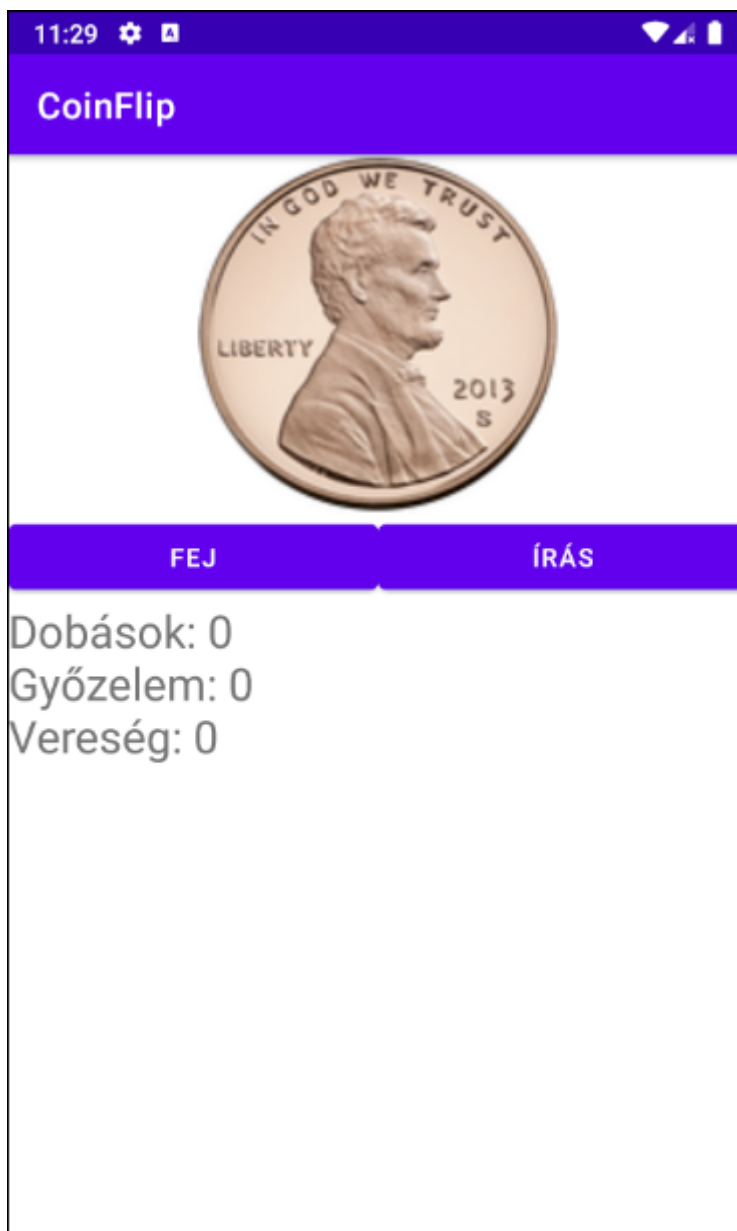 11:29
CoinFlip
IN GOD WE TRUST
LIBERTY
2013
S
FEJ ÍRÁS
Dobások: 0
Győzelem: 0
Vereség: 0